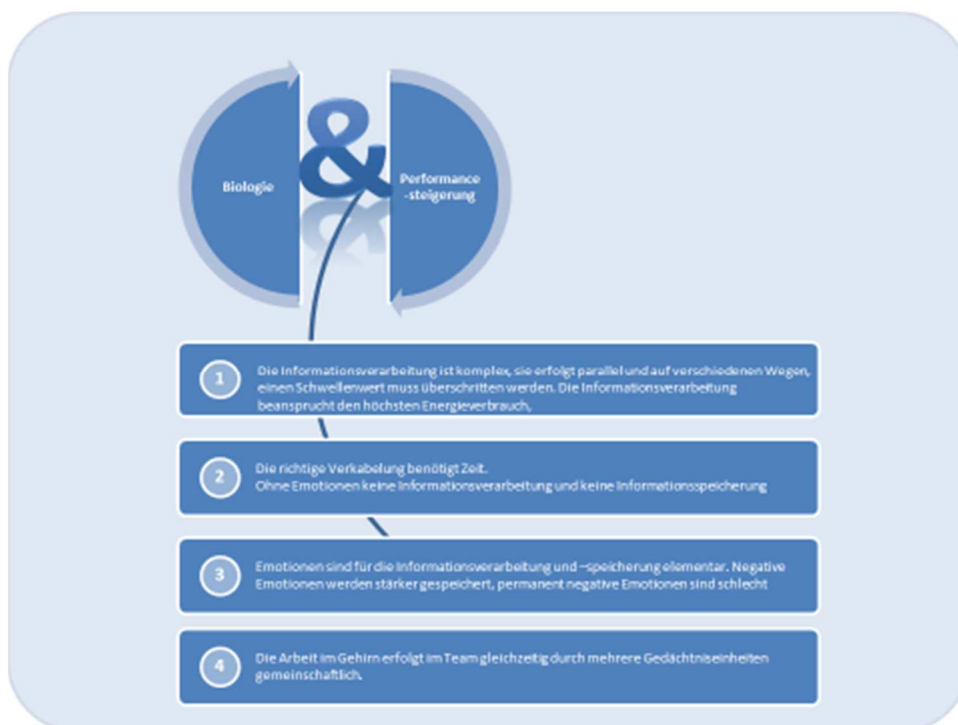 Biologie
&
Performance
-steigerung
1
Die Informationsverarbeitung ist komplex, sie erfolgt parallel und auf verschiedenen Wegen,
einen Schwellenwert muss überschritten werden. Die Informationsverarbeitung
beansprucht den höchsten Energieverbrauch,
2
Die richtige Verkabelung benötigt Zeit.
Ohne Emotionen keine Informationsverarbeitung und keine Informationsspeicherung
3
Emotionen sind für die Informationsverarbeitung und –speicherung elementar. Negative
Emotionen werden stärker gespeichert, permanent negative Emotionen sind schlecht
4
Die Arbeit im Gehirn erfolgt im Team gleichzeitig durch mehrere Gedächtniseinheiten
gemeinschaftlich.